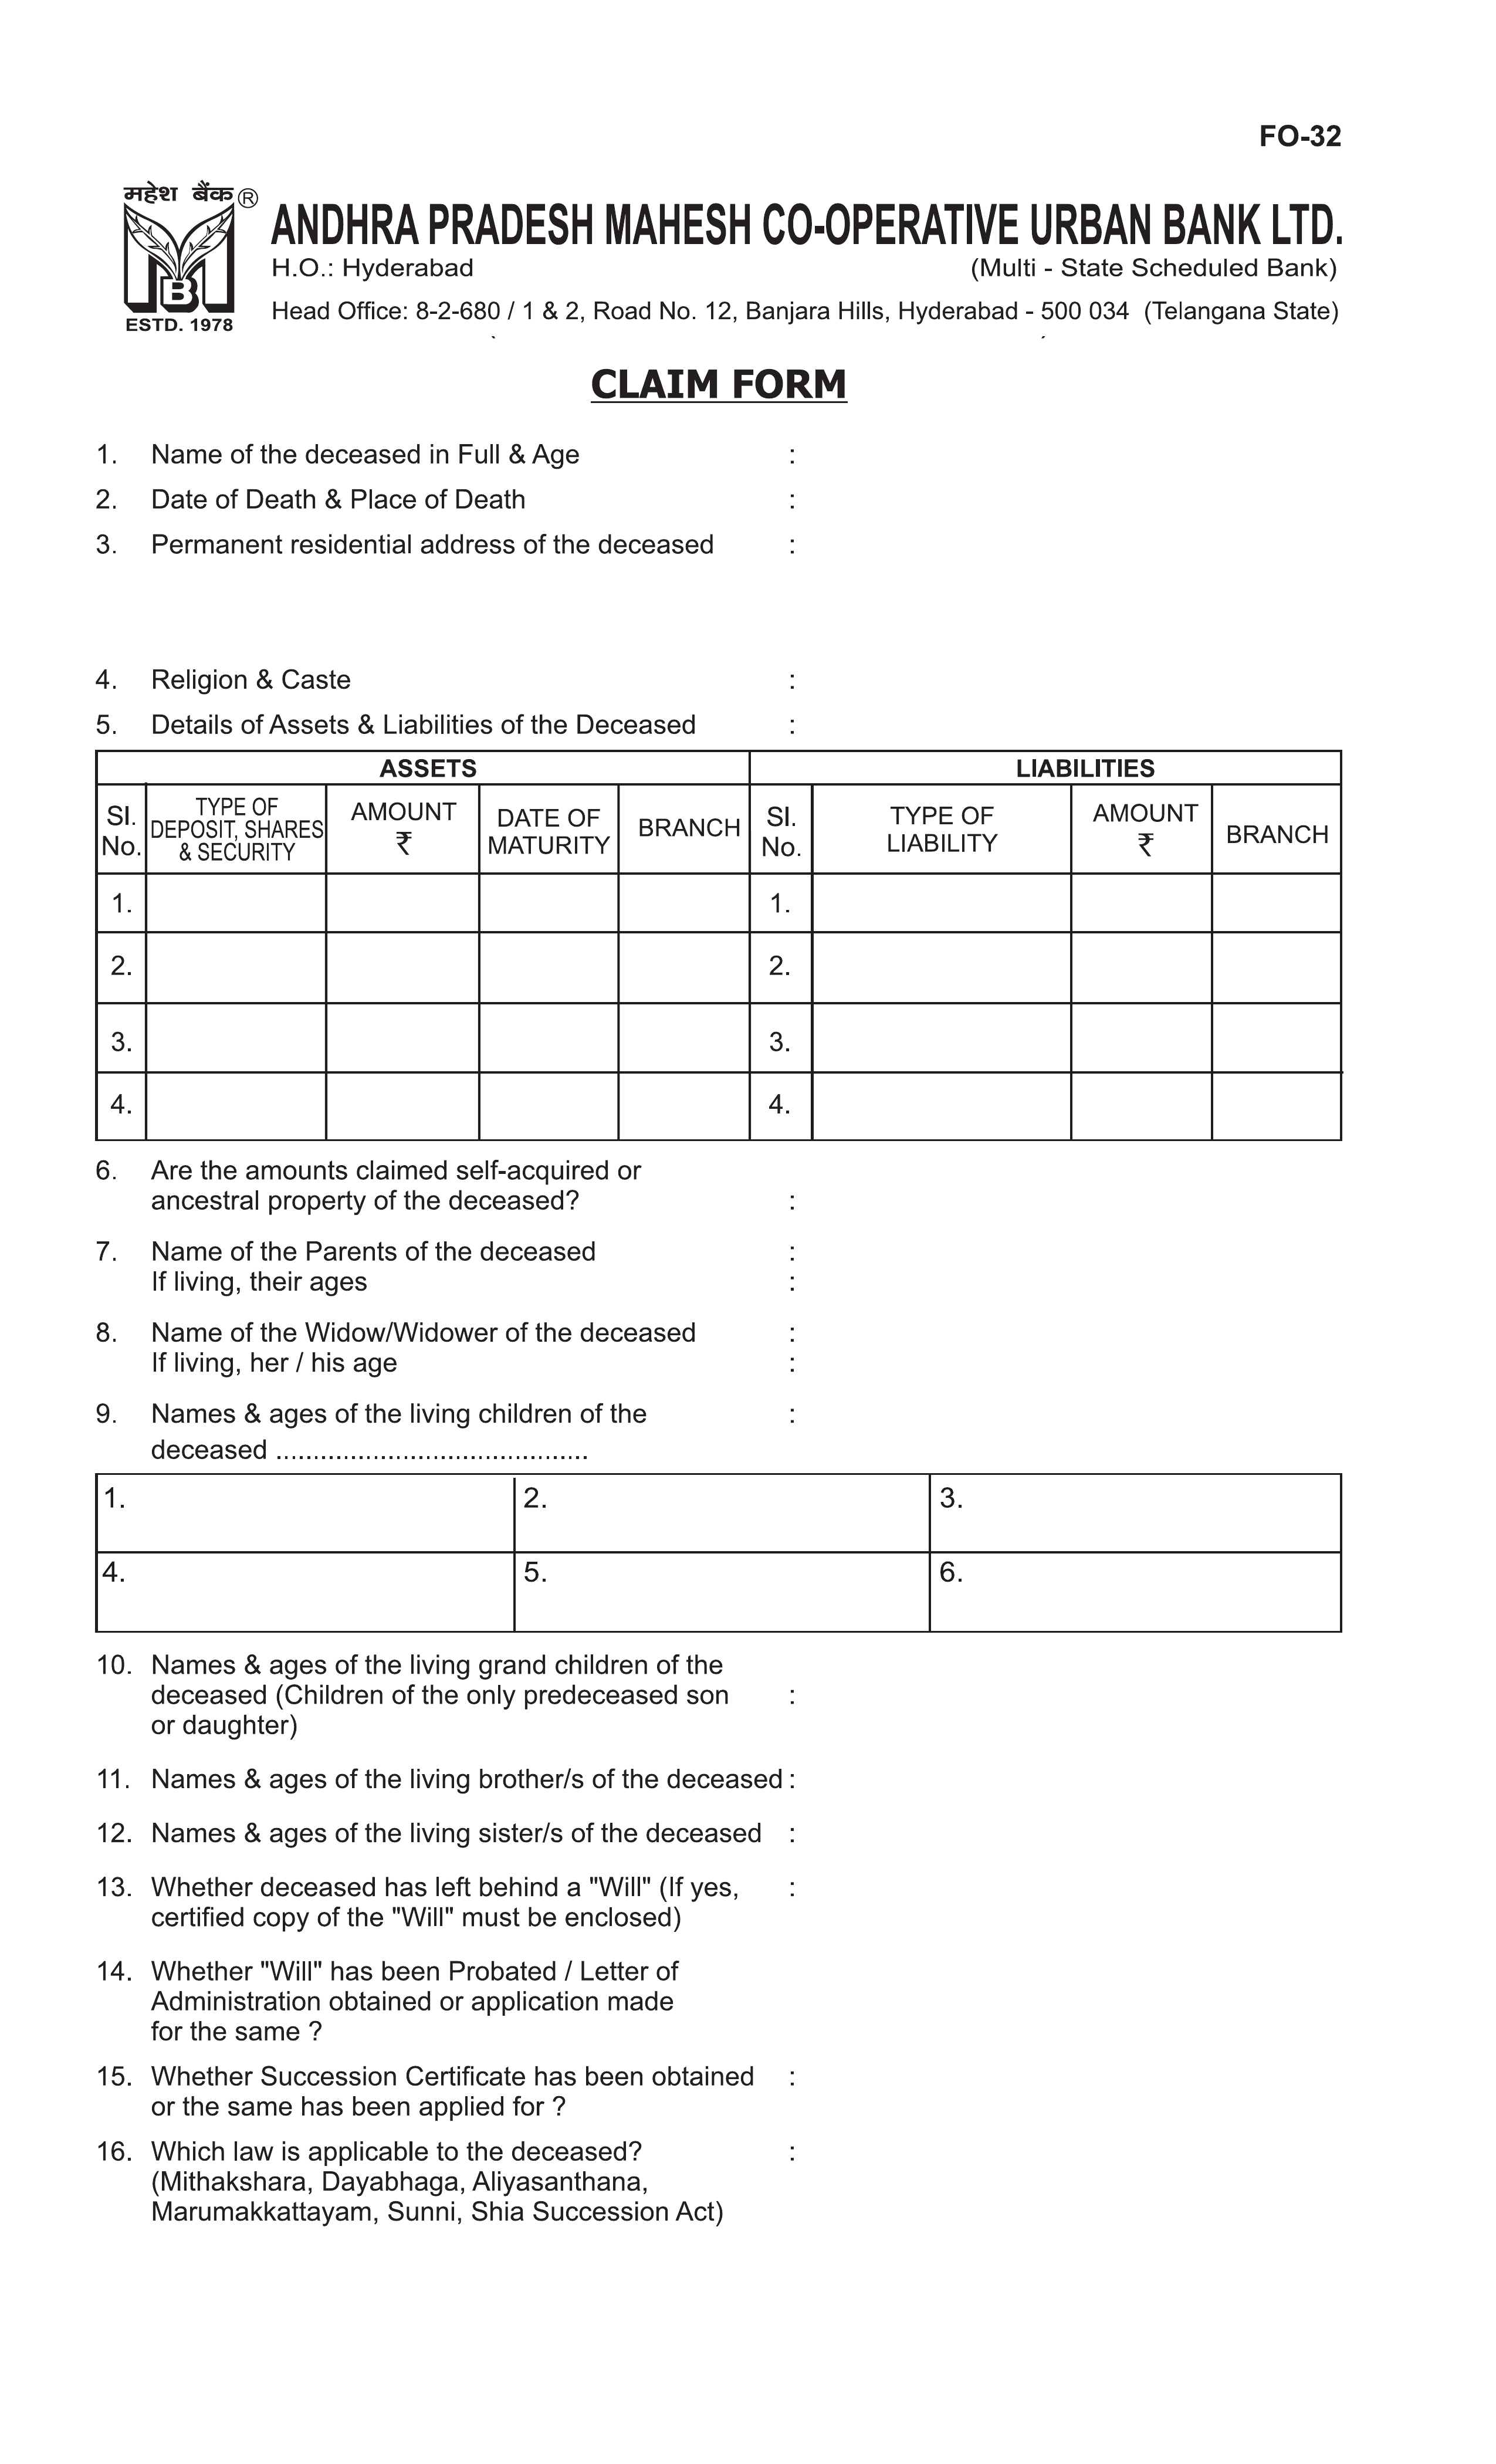 FO-32
महेश बैंक ®
MBI
ESTD. 1978
ANDHRA PRADESH MAHESH CO-OPERATIVE URBAN BANK LTD.
H.O.: Hyderabad (Multi - State Scheduled Bank)
Head Office: 8-2-680 / 1 & 2, Road No. 12, Banjara Hills, Hyderabad - 500 034 (Telangana State)
CLAIM FORM
1. Name of the deceased in Full & Age :
2. Date of Death & Place of Death :
3. Permanent residential address of the deceased :
4. Religion & Caste :
5. Details of Assets & Liabilities of the Deceased :
ASSETS LIABILITIES
Sl. No. TYPE OF DEPOSIT, SHARES & SECURITY AMOUNT ₹ DATE OF MATURITY BRANCH Sl. No. TYPE OF LIABILITY AMOUNT ₹ BRANCH
1. 1.
2. 2.
3. 3.
4. 4.
6. Are the amounts claimed self-acquired or
ancestral property of the deceased? :
7. Name of the Parents of the deceased :
If living, their ages :
8. Name of the Widow/Widower of the deceased :
If living, her / his age :
9. Names & ages of the living children of the :
deceased ...........................................
1. 2. 3.
4. 5. 6.
10. Names & ages of the living grand children of the
deceased (Children of the only predeceased son :
or daughter)
11. Names & ages of the living brother/s of the deceased :
12. Names & ages of the living sister/s of the deceased :
13. Whether deceased has left behind a "Will" (If yes, :
certified copy of the "Will" must be enclosed)
14. Whether "Will" has been Probated / Letter of
Administration obtained or application made
for the same ?
15. Whether Succession Certificate has been obtained :
or the same has been applied for ?
16. Which law is applicable to the deceased? :
(Mithakshara, Dayabhaga, Aliyasanthana,
Marumakkattayam, Sunni, Shia Succession Act)